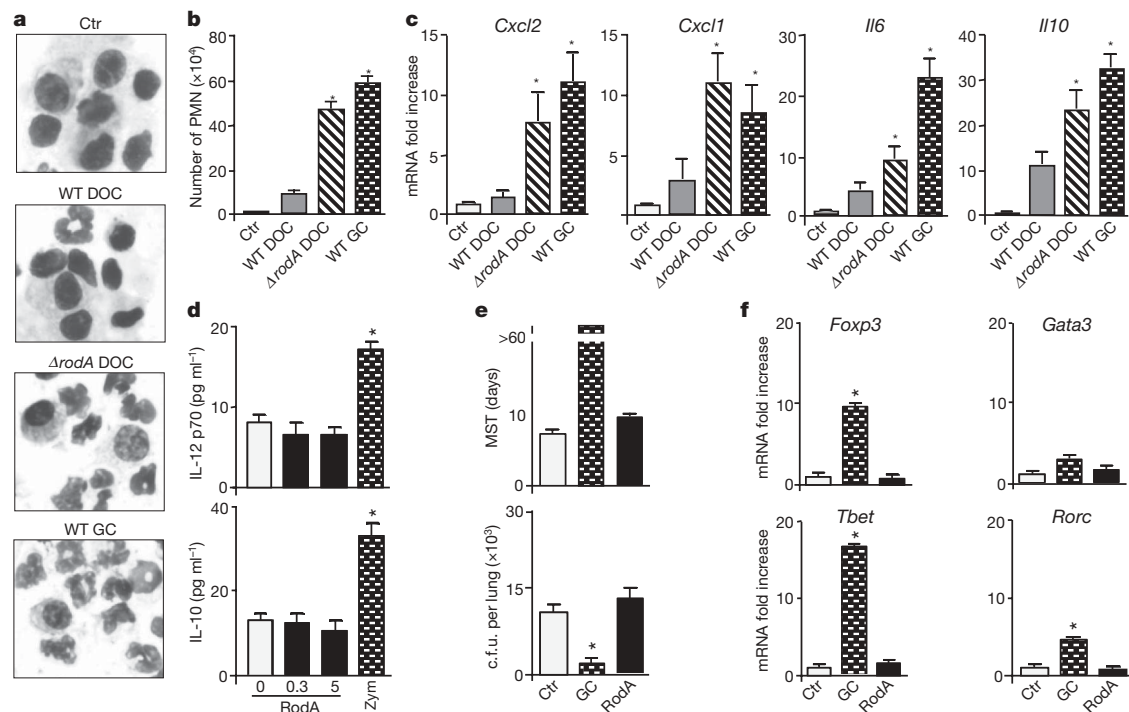 a
Ctr
WT DOC
ΔrodA DOC
WT GC
b
Number of PMN (×10⁴)
80
60
40
20
0
Ctr
WT DOC
ΔrodA DOC
WT GC
*
*
c
mRNA fold increase
Cxcl2
15
10
5
0
Ctr
WT DOC
ΔrodA DOC
WT GC
*
*
Cxcl1
15
10
5
0
Ctr
WT DOC
ΔrodA DOC
WT GC
*
*
Il6
30
20
10
0
Ctr
WT DOC
ΔrodA DOC
WT GC
*
*
Il10
40
30
20
10
0
Ctr
WT DOC
ΔrodA DOC
WT GC
*
*
d
IL-12 p70 (pg ml⁻¹)
20
10
0
*
IL-10 (pg ml⁻¹)
40
20
0
*
0 0.3 5 Zym
RodA
e
MST (days)
>60
10
0
c.f.u. per lung (×10³)
30
15
0
*
Ctr
GC
RodA
f
Foxp3
mRNA fold increase
20
10
0
*
Gata3
20
10
0
Tbet
mRNA fold increase
20
10
0
*
Ctr
GC
RodA
Rorc
20
10
0
*
Ctr
GC
RodA